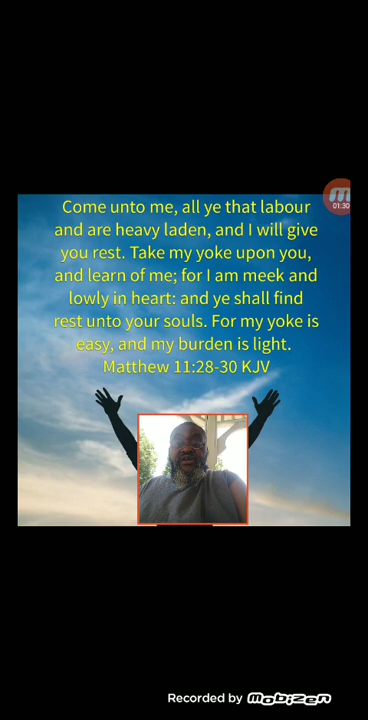 Come unto me, all ye that labour
and are heavy laden, and I will give
you rest. Take my yoke upon you,
and learn of me; for I am meek and
lowly in heart: and ye shall find
rest unto your souls. For my yoke is
easy, and my burden is light.
Matthew 11:28-30 KJV
01:30
Recorded by mobizen